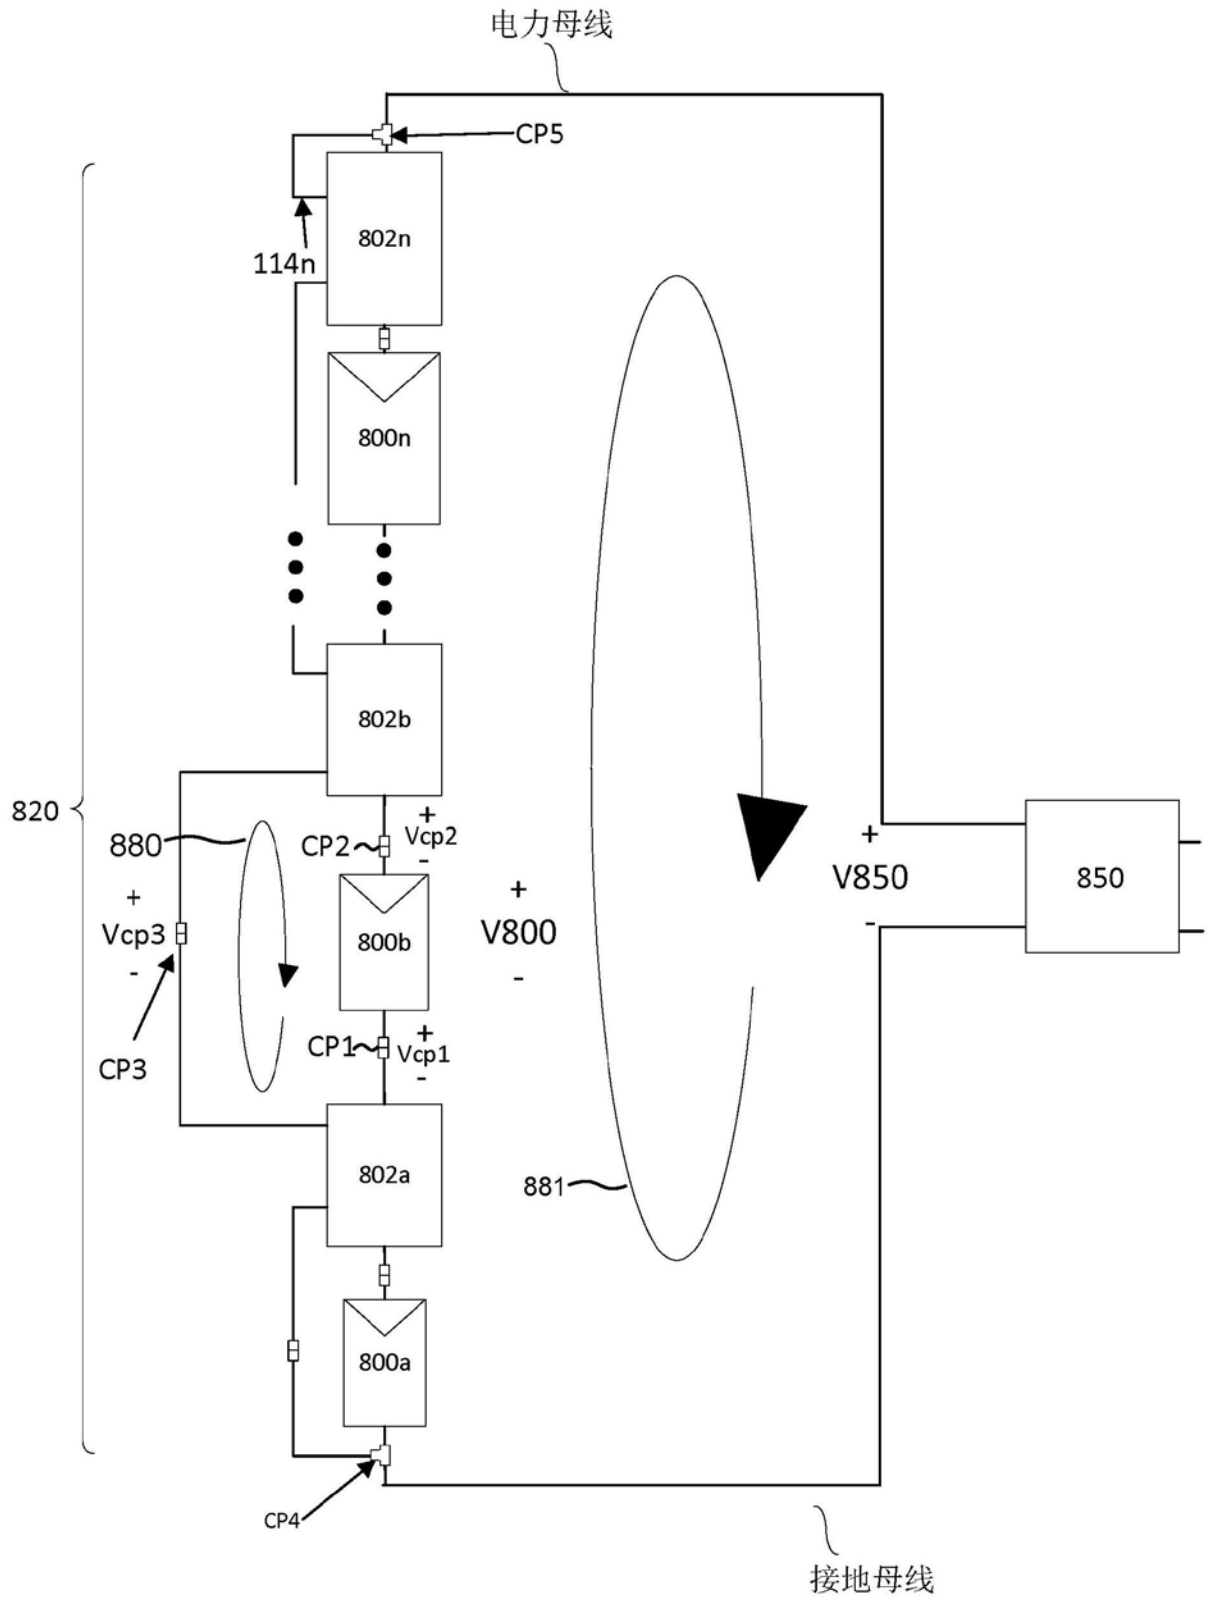 电力母线
CP5
802n
114n
800n
802b
820
880
CP2
+
Vcp2
-
+
V850
-
850
+
Vcp3
-
+
V800
-
800b
CP1
+
Vcp1
-
CP3
802a
881
800a
CP4
接地母线